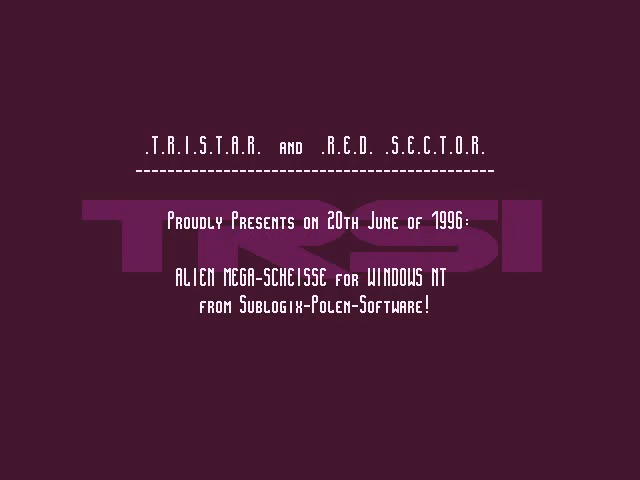 .T.R.I.S.T.A.R. and .R.E.D. .S.E.C.T.O.R.
---------------------------------------------
TRSI
Proudly Presents on 20th June of 1996:
ALIEN MEGA-SCHEISSE for WINDOWS NT
from Sublogix-Polen-Software!